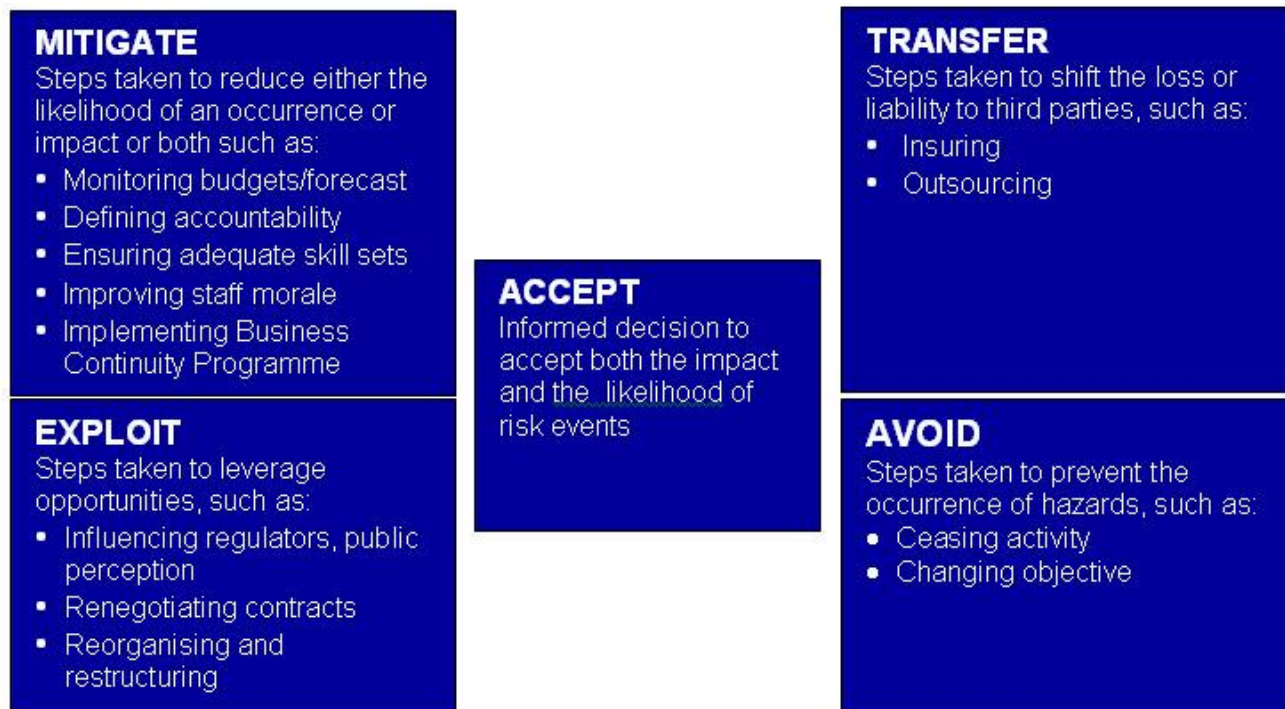 MITIGATE
Steps taken to reduce either the
likelihood of an occurrence or
impact or both such as:
▪ Monitoring budgets/forecast
▪ Defining accountability
▪ Ensuring adequate skill sets
▪ Improving staff morale
▪ Implementing Business
Continuity Programme
EXPLOIT
Steps taken to leverage
opportunities, such as:
▪ Influencing regulators, public
perception
▪ Renegotiating contracts
▪ Reorganising and
restructuring
ACCEPT
Informed decision to
accept both the impact
and the likelihood of
risk events
TRANSFER
Steps taken to shift the loss or
liability to third parties, such as:
▪ Insuring
▪ Outsourcing
AVOID
Steps taken to prevent the
occurrence of hazards, such as:
● Ceasing activity
● Changing objective